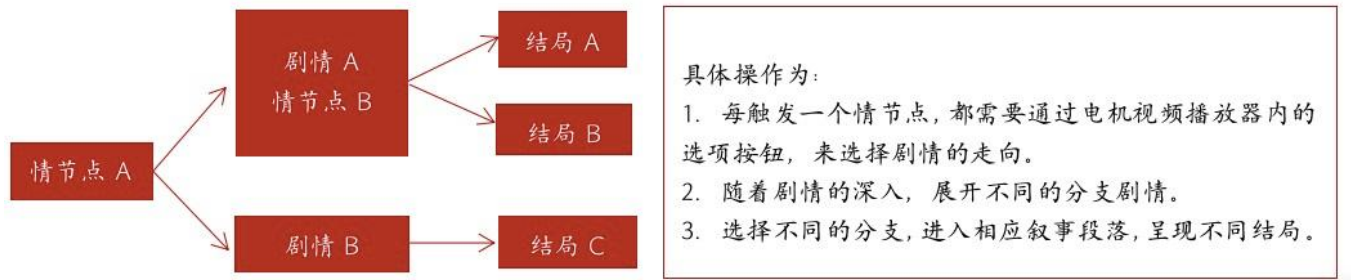 情节点 A
剧情 A
情节点 B
剧情 B
结局 A
结局 B
结局 C
具体操作为：
1. 每触发一个情节点，都需要通过电机视频播放器内的
选项按钮，来选择剧情的走向。
2. 随着剧情的深入，展开不同的分支剧情。
3. 选择不同的分支，进入相应叙事段落，呈现不同结局。